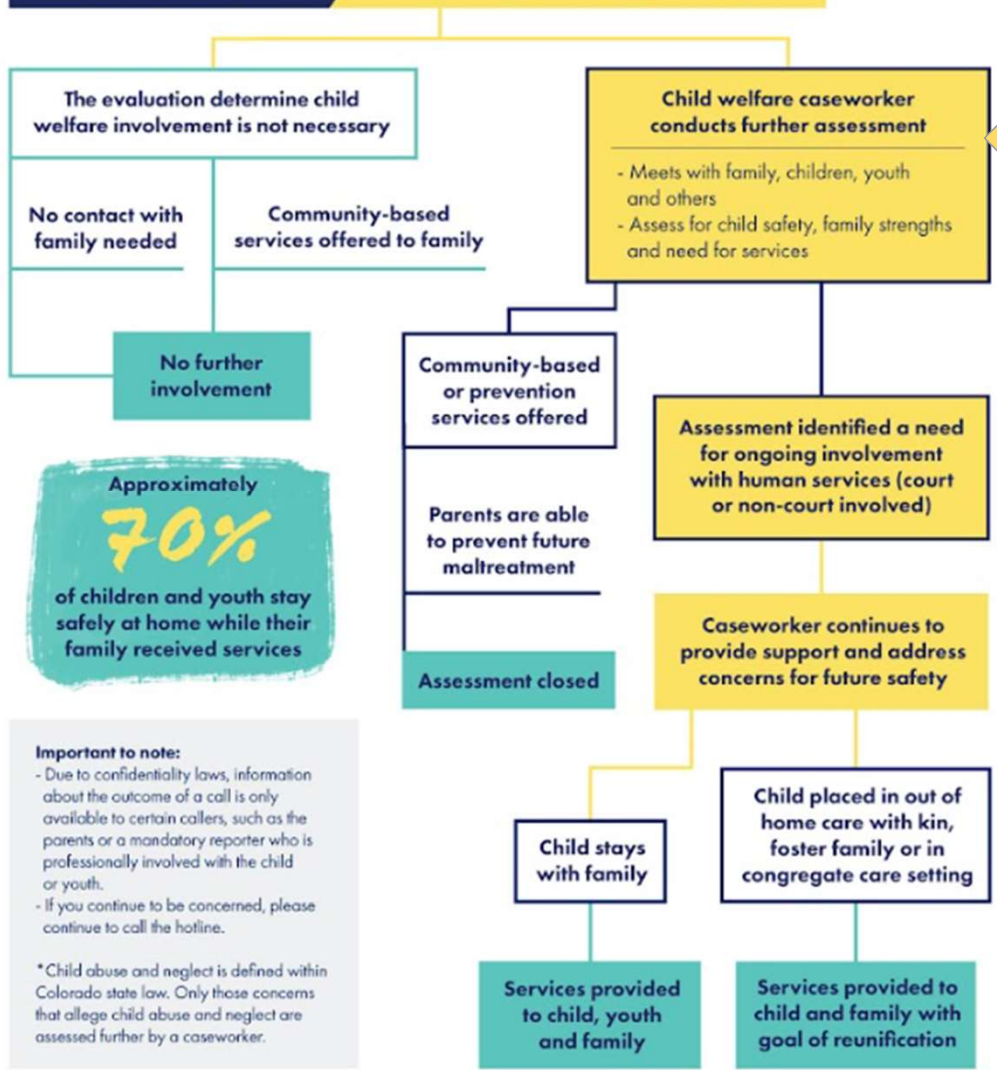 The evaluation determine child
welfare involvement is not necessary
No contact with
family needed
Community-based
services offered to family
No further
involvement
Approximately
70%
of children and youth stay
safely at home while their
family received services
Important to note:
- Due to confidentiality laws, information
about the outcome of a call is only
available to certain callers, such as the
parents or a mandatory reporter who is
professionally involved with the child
or youth.
- If you continue to be concerned, please
continue to call the hotline.
*Child abuse and neglect is defined within
Colorado state law. Only those concerns
that allege child abuse and neglect are
assessed further by a caseworker.
Child welfare caseworker
conducts further assessment
- Meets with family, children, youth
and others
- Assess for child safety, family strengths
and need for services
Community-based
or prevention
services offered
Parents are able
to prevent future
maltreatment
Assessment closed
Assessment identified a need
for ongoing involvement
with human services (court
or non-court involved)
Caseworker continues to
provide support and address
concerns for future safety
Child stays
with family
Services provided
to child, youth
and family
Child placed in out of
home care with kin,
foster family or in
congregate care setting
Services provided to
child and family with
goal of reunification